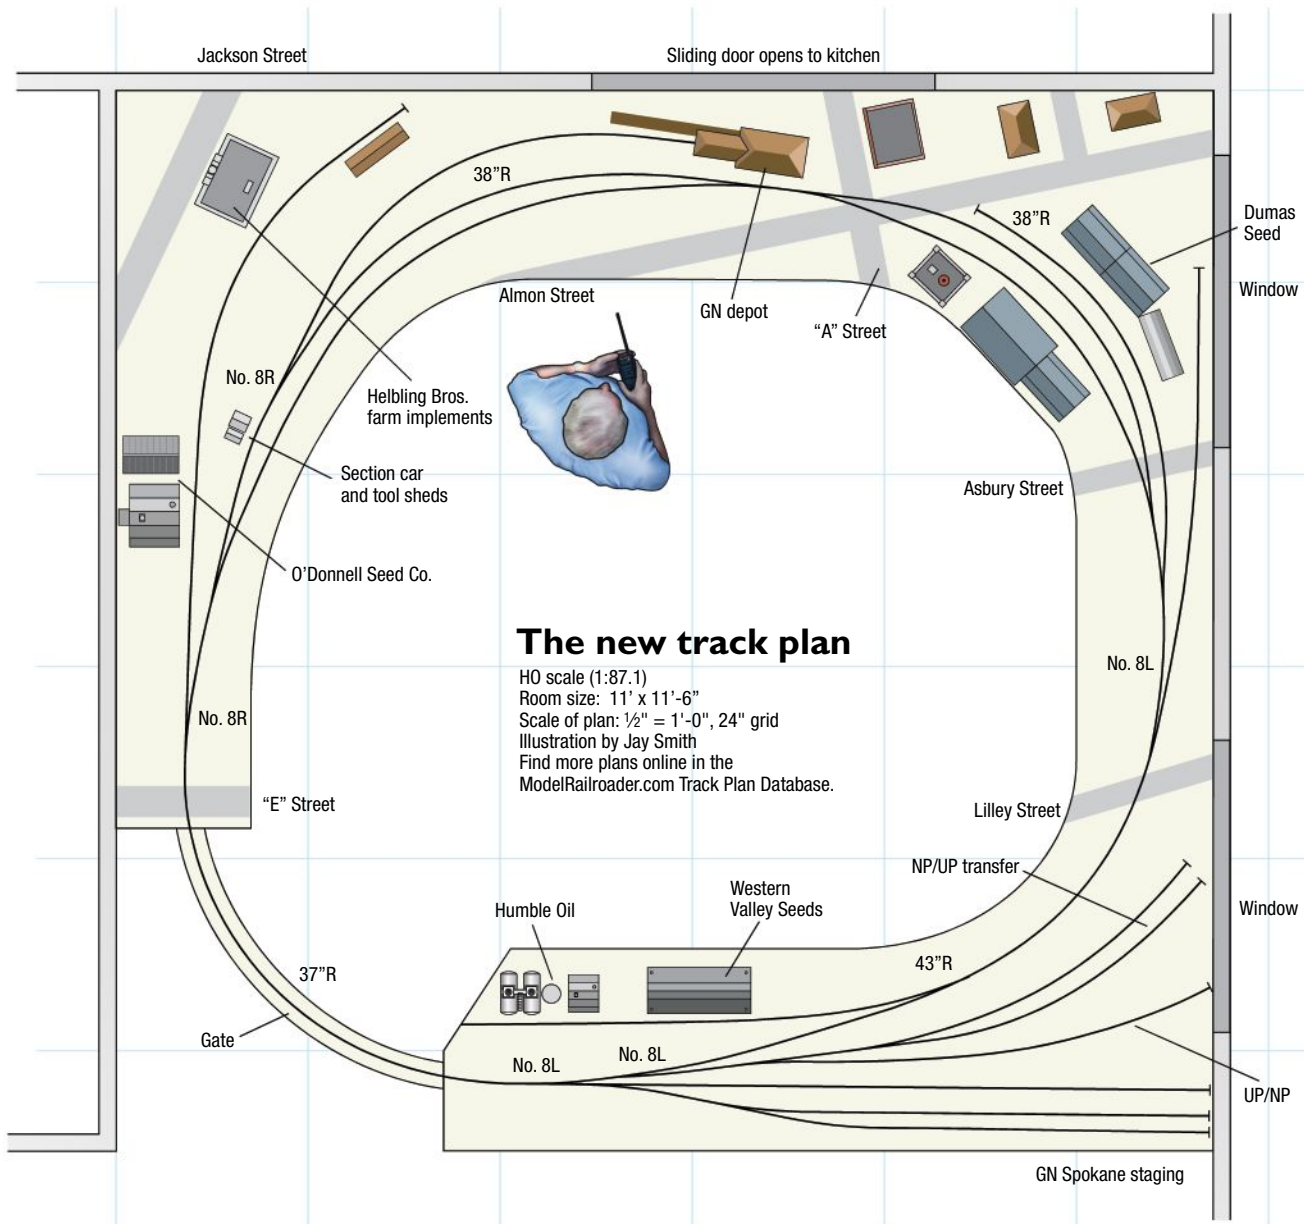 Jackson Street
Sliding door opens to kitchen
38”R
38”R
Dumas
Seed
Window
Almon Street
GN depot
“A” Street
No. 8R
Helbling Bros.
farm implements
Section car
and tool sheds
Asbury Street
O’Donnell Seed Co.
The new track plan
HO scale (1:87.1)
Room size: 11’ x 11’-6”
Scale of plan: ½" = 1'-0", 24" grid
Illustration by Jay Smith
Find more plans online in the
ModelRailroader.com Track Plan Database.
No. 8L
No. 8R
“E” Street
Lilley Street
NP/UP transfer
Western
Valley Seeds
Humble Oil
Window
37”R
43”R
Gate
No. 8L
No. 8L
UP/NP
GN Spokane staging